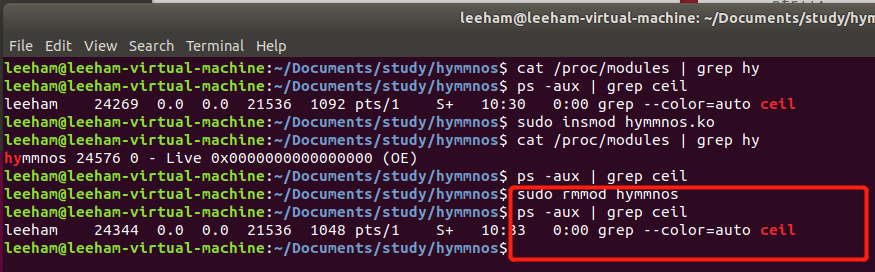 leeham@leeham-virtual-machine: ~/Documents/study/hym
File Edit View Search Terminal Help
leeham@leeham-virtual-machine:~/Documents/study/hymmnos$ cat /proc/modules | grep hy
leeham@leeham-virtual-machine:~/Documents/study/hymmnos$ ps -aux | grep ceil
leeham 24269 0.0 0.0 21536 1092 pts/1 S+ 10:30 0:00 grep --color=auto ceil
leeham@leeham-virtual-machine:~/Documents/study/hymmnos$ sudo insmod hymmnos.ko
leeham@leeham-virtual-machine:~/Documents/study/hymmnos$ cat /proc/modules | grep hy
hymmnos 24576 0 - Live 0x0000000000000000 (OE)
leeham@leeham-virtual-machine:~/Documents/study/hymmnos$ ps -aux | grep ceil
leeham@leeham-virtual-machine:~/Documents/study/hymmnos$ sudo rmmod hymmnos
leeham@leeham-virtual-machine:~/Documents/study/hymmnos$ ps -aux | grep ceil
leeham 24344 0.0 0.0 21536 1048 pts/1 S+ 10:33 0:00 grep --color=auto ceil
leeham@leeham-virtual-machine:~/Documents/study/hymmnos$